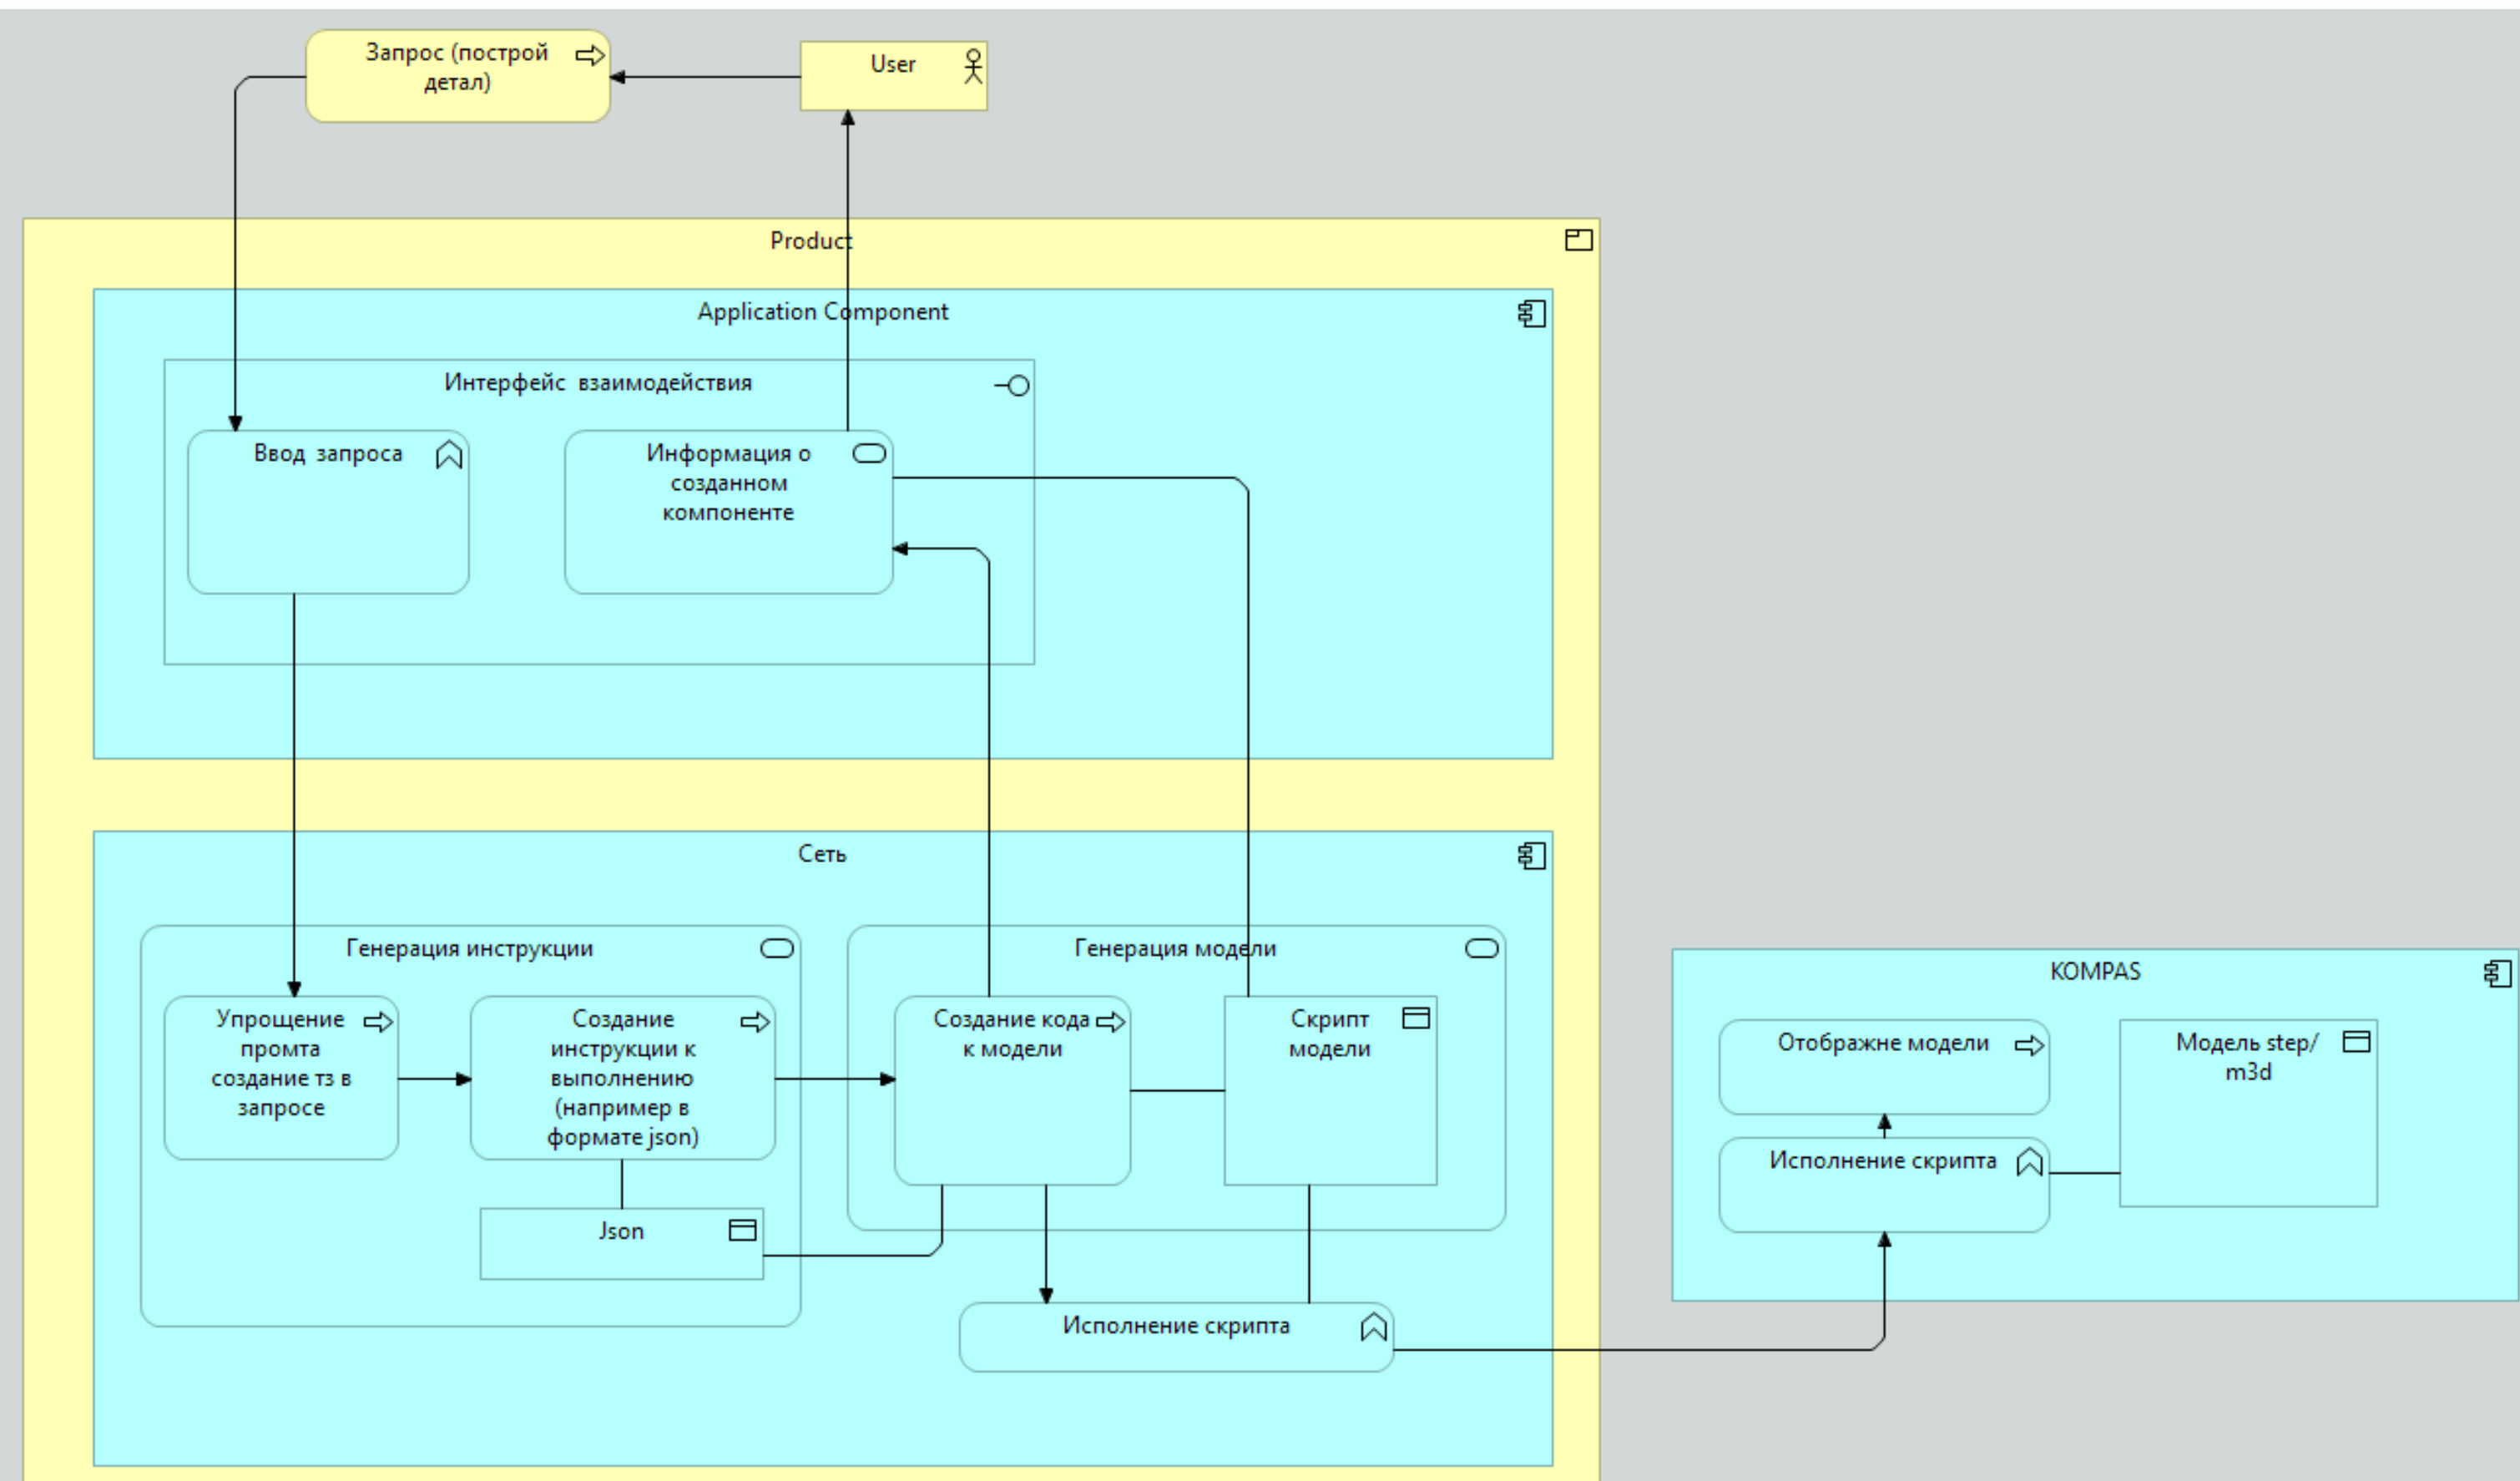 Запрос (построй
детал)
User
Product
Application Component
Интерфейс взаимодействия
Ввод запроса
Информация о
созданном
компоненте
Сеть
Генерация инструкции
Упрощение
промта
создание тз в
запросе
Создание
инструкции к
выполнению
(например в
формате json)
Json
Генерация модели
Создание кода
к модели
Скрипт
модели
Исполнение скрипта
KOMPAS
Отображне модели
Исполнение скрипта
Модель step/
m3d